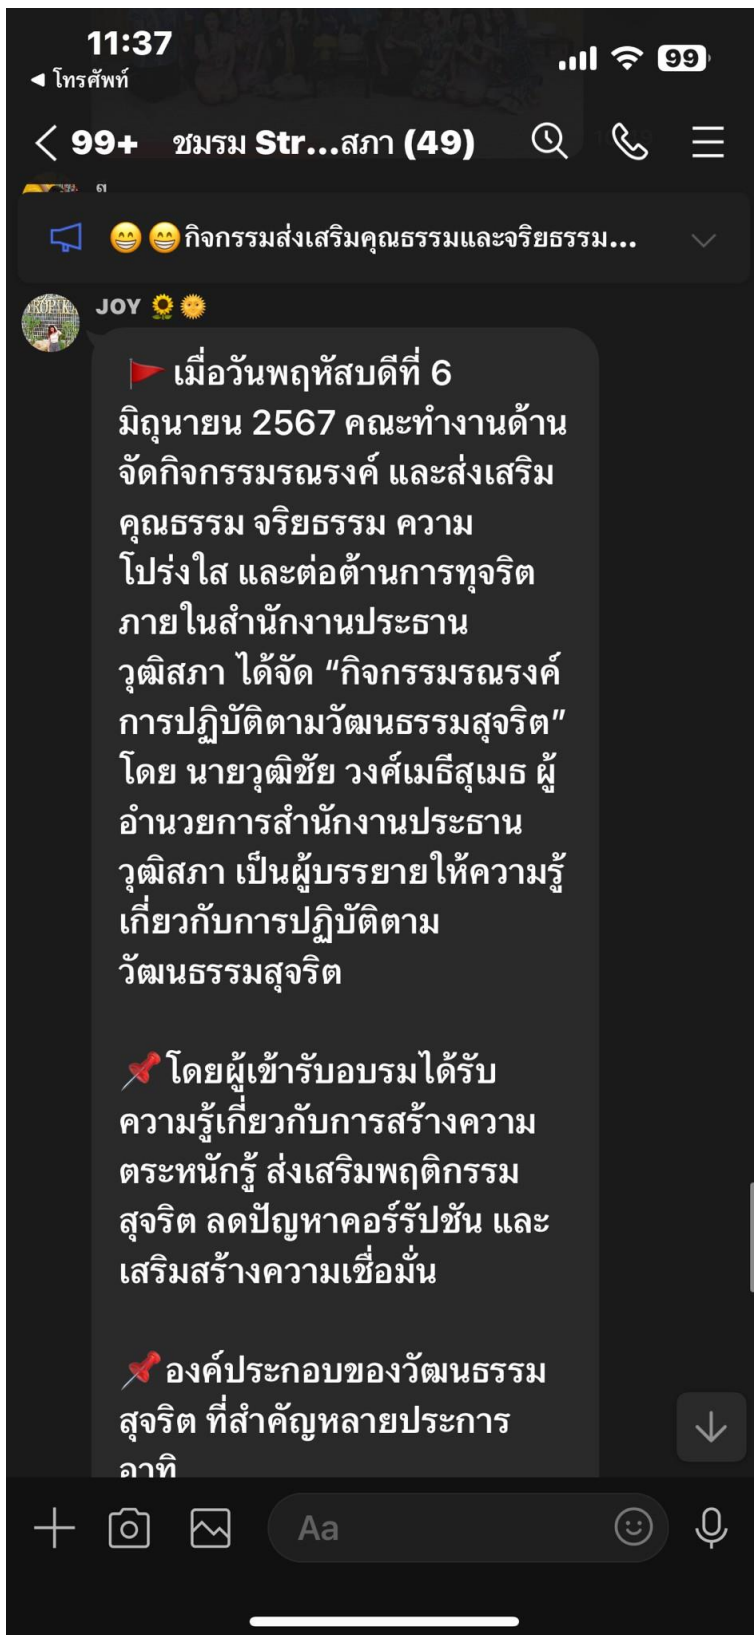 11:37
99
◀ โทรศัพท์
99+ ชมรม Str...สภา (49)
😁😁กิจกรรมส่งเสริมคุณธรรมและจริยธรรม...
JOY 🌻🌞
🚩 เมื่อวันพฤหัสบดีที่ 6
มิถุนายน 2567 คณะทำงานด้าน
จัดกิจกรรมรณรงค์ และส่งเสริม
คุณธรรม จริยธรรม ความ
โปร่งใส และต่อต้านการทุจริต
ภายในสำนักงานประธาน
วุฒิสภา ได้จัด “กิจกรรมรณรงค์
การปฏิบัติตามวัฒนธรรมสุจริต”
โดย นายวุฒิชัย วงศ์เมธีสุเมธ ผู้
อำนวยการสำนักงานประธาน
วุฒิสภา เป็นผู้บรรยายให้ความรู้
เกี่ยวกับการปฏิบัติตาม
วัฒนธรรมสุจริต
📌โดยผู้เข้ารับอบรมได้รับ
ความรู้เกี่ยวกับการสร้างความ
ตระหนักรู้ ส่งเสริมพฤติกรรม
สุจริต ลดปัญหาคอร์รัปชัน และ
เสริมสร้างความเชื่อมั่น
📌องค์ประกอบของวัฒนธรรม
สุจริต ที่สำคัญหลายประการ
อาทิ
Aa